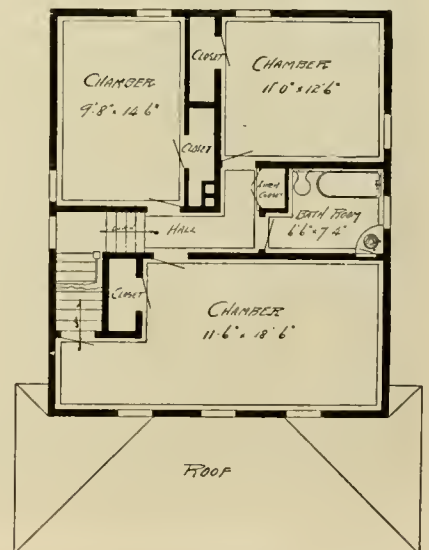 CHAMBER
9'-8" x 14'6"
CLOSET
CHAMBER
11'0" x 12'6"
CLOSET
LINEN
CLOSET
BATH ROOM
6'6" x 7'-4"
DOWN
HALL
CLOSET
CHAMBER
11'-6" x 18'6"
ROOF